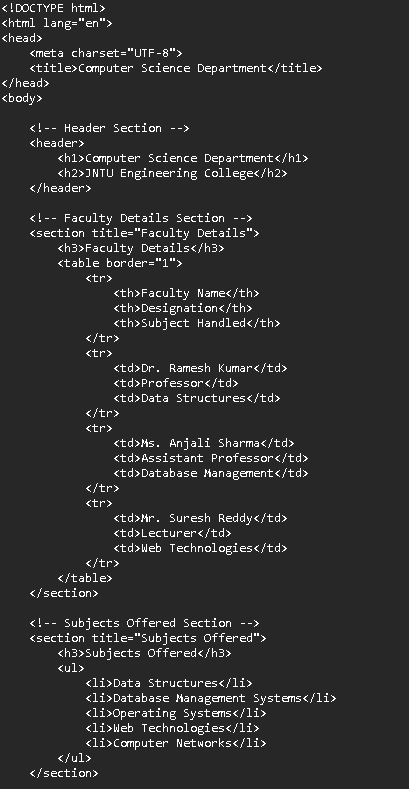 <!DOCTYPE html>
<html lang="en">
<head>
    <meta charset="UTF-8">
    <title>Computer Science Department</title>
</head>
<body>

    <!-- Header Section -->
    <header>
        <h1>Computer Science Department</h1>
        <h2>JNTU Engineering College</h2>
    </header>

    <!-- Faculty Details Section -->
    <section title="Faculty Details">
        <h3>Faculty Details</h3>
        <table border="1">
            <tr>
                <th>Faculty Name</th>
                <th>Designation</th>
                <th>Subject Handled</th>
            </tr>
            <tr>
                <td>Dr. Ramesh Kumar</td>
                <td>Professor</td>
                <td>Data Structures</td>
            </tr>
            <tr>
                <td>Ms. Anjali Sharma</td>
                <td>Assistant Professor</td>
                <td>Database Management</td>
            </tr>
            <tr>
                <td>Mr. Suresh Reddy</td>
                <td>Lecturer</td>
                <td>Web Technologies</td>
            </tr>
        </table>
    </section>

    <!-- Subjects Offered Section -->
    <section title="Subjects Offered">
        <h3>Subjects Offered</h3>
        <ul>
            <li>Data Structures</li>
            <li>Database Management Systems</li>
            <li>Operating Systems</li>
            <li>Web Technologies</li>
            <li>Computer Networks</li>
        </ul>
    </section>